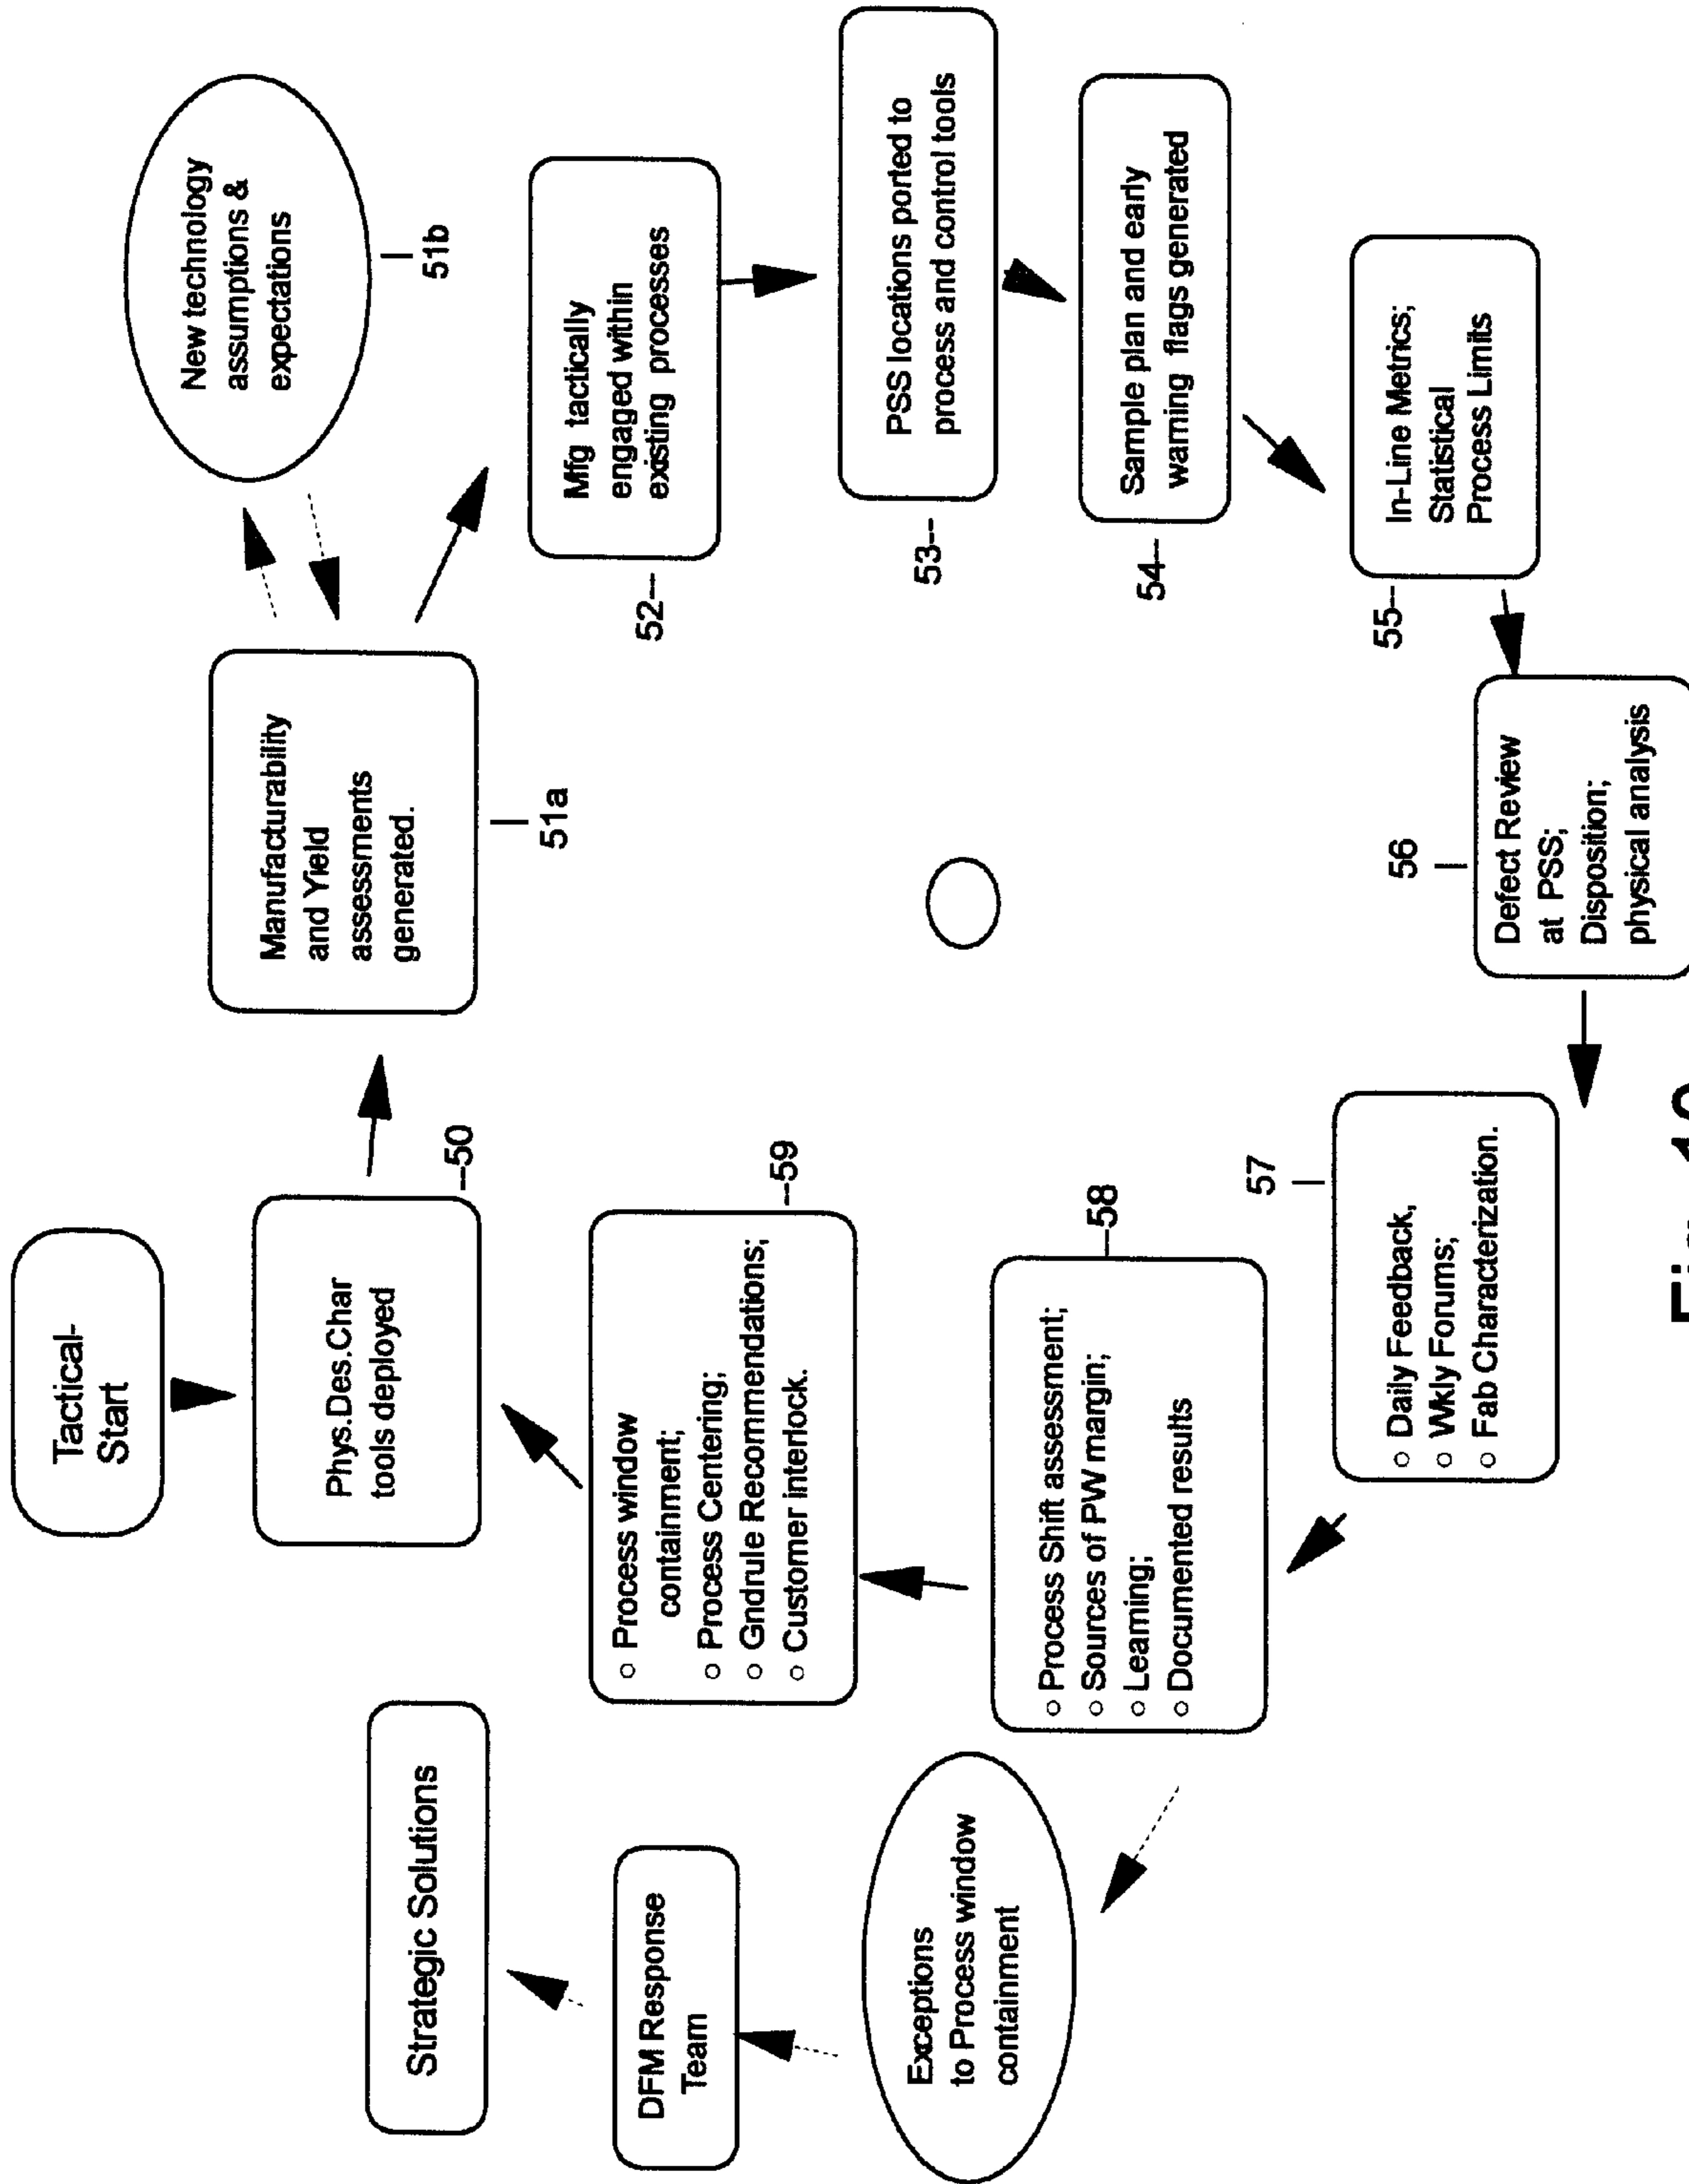 Tactical-
Start
Phys.Des.Char
tools deployed
--50
Manufacturability
and Yield
assessments
generated.
51a
New technology
assumptions &
expectations
51b
Mfg tactically
engaged within
existing processes
52--
PSS locations ported to
process and control tools
53--
Sample plan and early
warning flags generated
54--
In-Line Metrics;
Statistical
Process Limits
55--
Defect Review
at PSS;
Disposition;
physical analysis
56
○ Daily Feedback,
○ Wkly Forums;
○ Fab Characterization.
57
○ Process Shift assessment;
○ Sources of PW margin;
○ Learning;
○ Documented results
--58
○ Process window
containment;
○ Process Centering;
○ Gndrule Recommendations;
○ Customer interlock.
--59
Exceptions
to Process window
containment
DFM Response
Team
Strategic Solutions